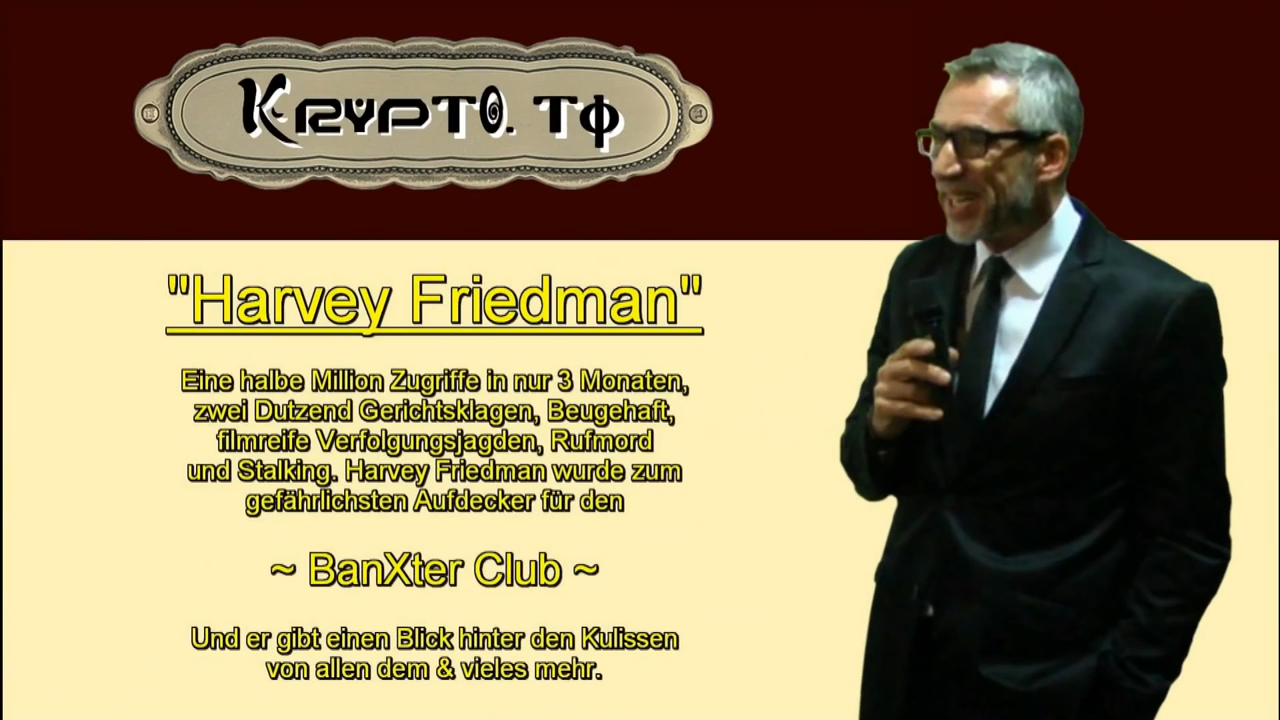 Krypto. TΦ
"Harvey Friedman"
Eine halbe Million Zugriffe in nur 3 Monaten,
zwei Dutzend Gerichtsklagen, Beugehaft,
filmreife Verfolgungsjagden, Rufmord
und Stalking. Harvey Friedman wurde zum
gefährlichsten Aufdecker für den
~ BanXter Club ~
Und er gibt einen Blick hinter den Kulissen
von allen dem & vieles mehr.